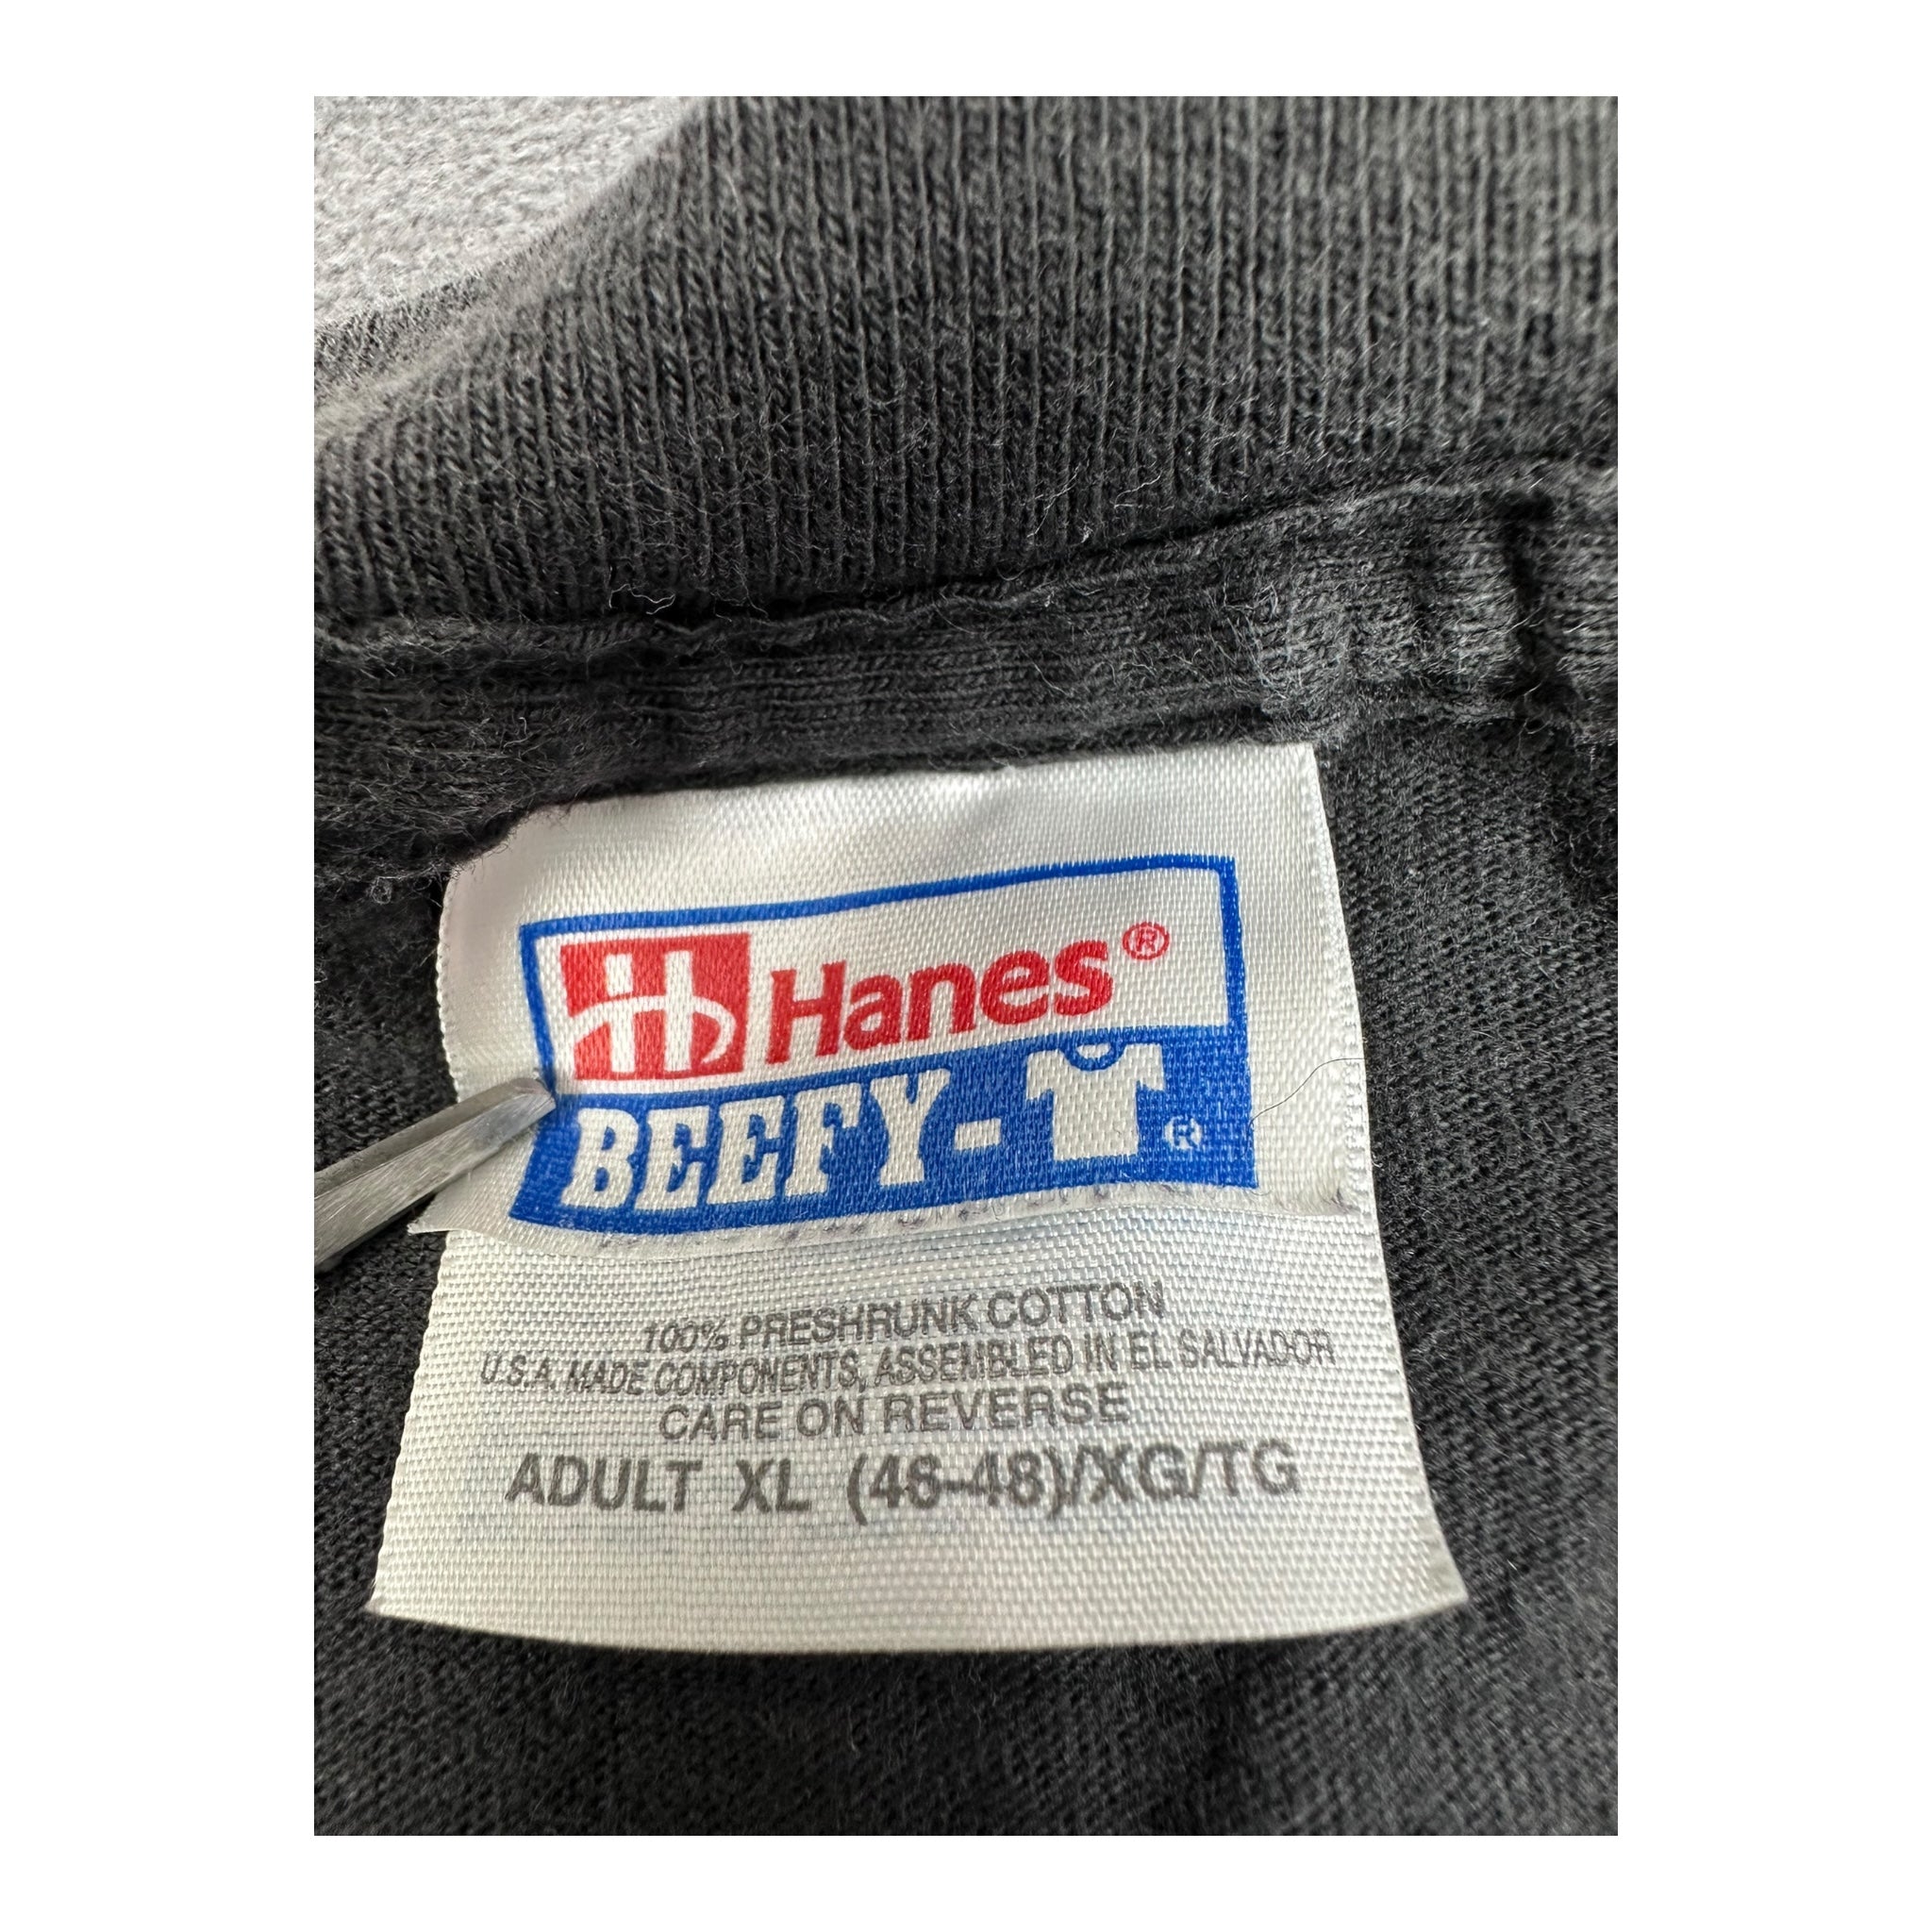 H Hanes®
BEEFY-T®
100% PRESHRUNK COTTON
U.S.A. MADE COMPONENTS, ASSEMBLED IN EL SALVADOR
CARE ON REVERSE
ADULT XL (46-48)/XG/TG